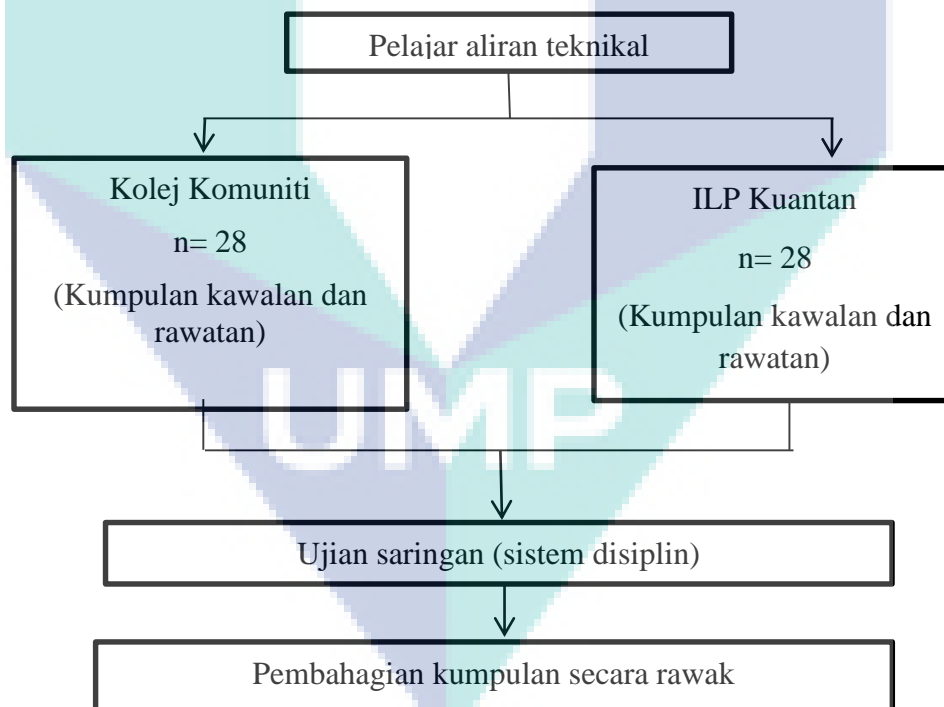 Pelajar aliran teknikal
Kolej Komuniti
n= 28
(Kumpulan kawalan dan
rawatan)
ILP Kuantan
n= 28
(Kumpulan kawalan dan
rawatan)
UMP
Ujian saringan (sistem disiplin)
Pembahagian kumpulan secara rawak